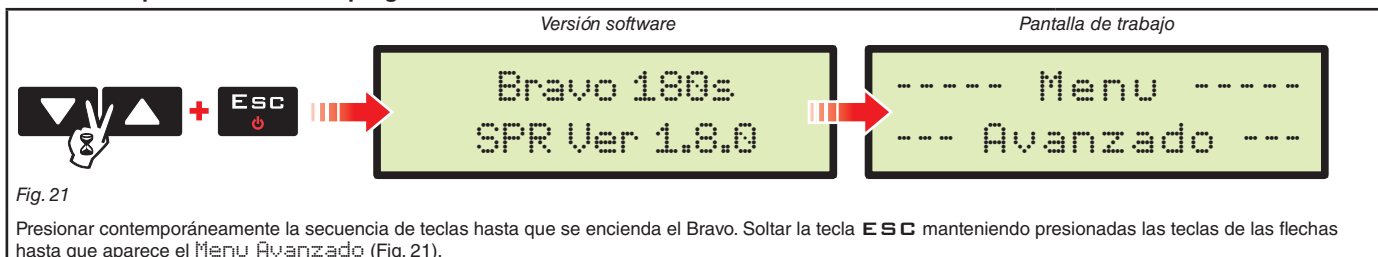 Versión software
Pantalla de trabajo
Esc
Bravo 180s
SPR Ver 1.8.0
----- Menu -----
--- Avanzado ---
Fig. 21
Presionar contemporáneamente la secuencia de teclas hasta que se encienda el Bravo. Soltar la tecla ESC manteniendo presionadas las teclas de las flechas
hasta que aparece el Menu Avanzado (Fig. 21).